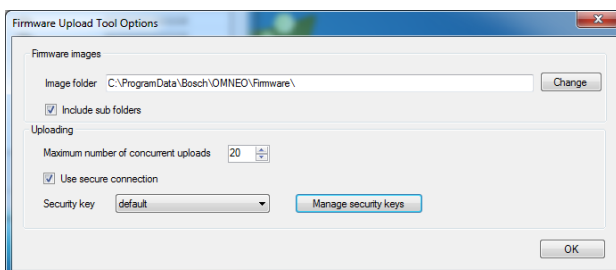 Firmware Upload Tool Options
Firmware images
Image folder C:\ProgramData\Bosch\OMNEO\Firmware\ Change
Include sub folders
Uploading
Maximum number of concurrent uploads 20
Use secure connection
Security key default Manage security keys
OK